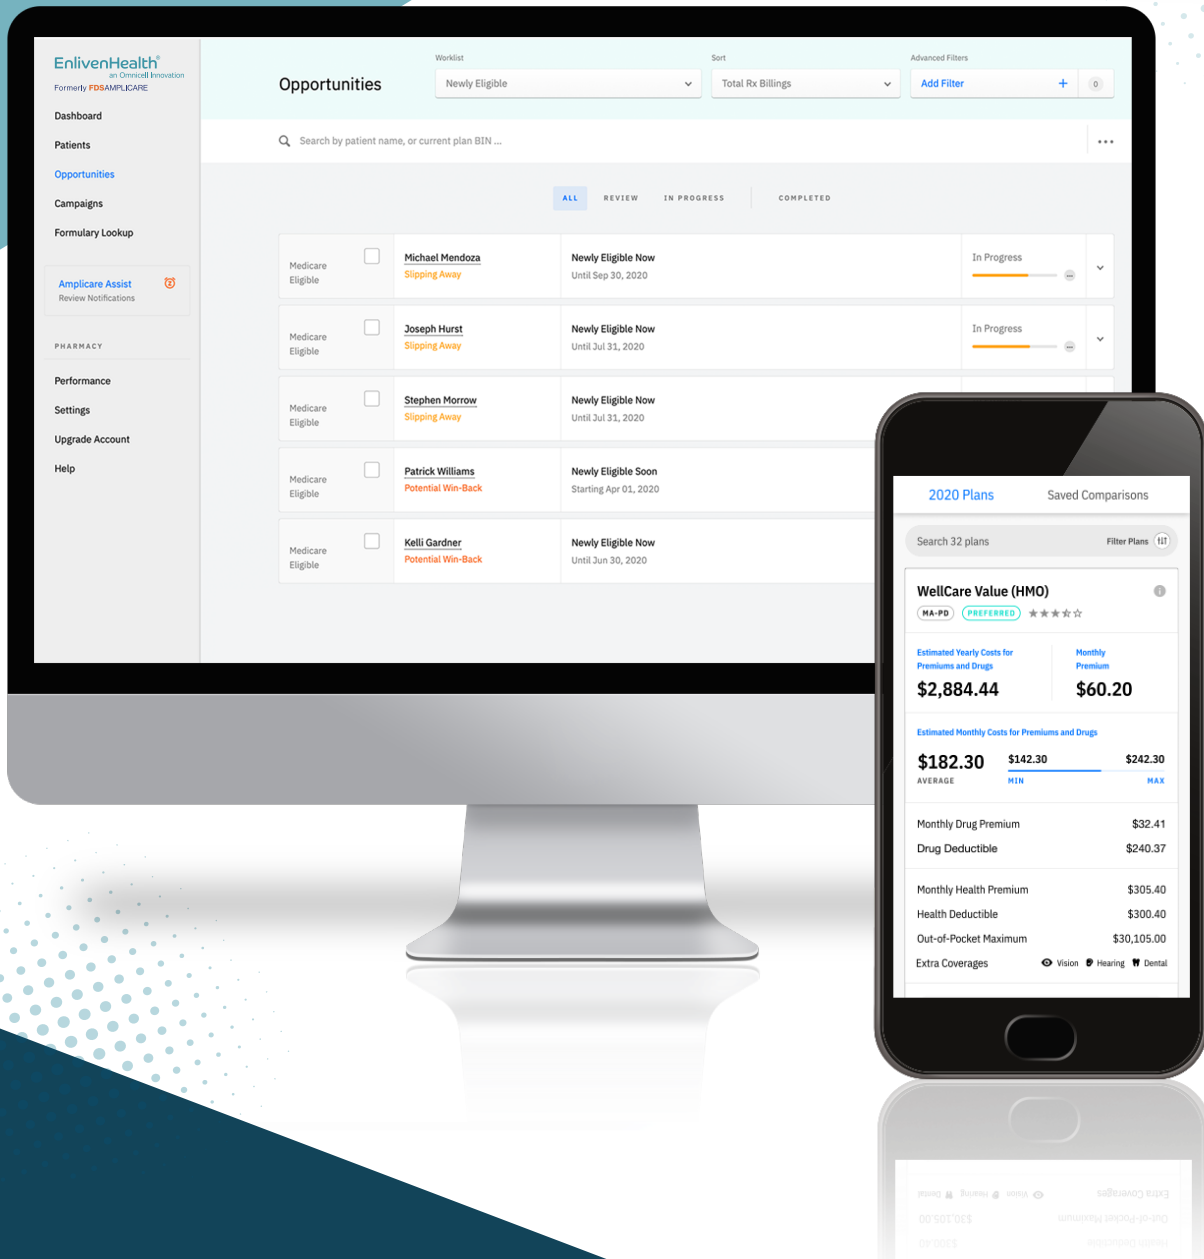 EnlivenHealth®
an Omnicell Innovation
Formerly FDSAMPLICARE
Dashboard
Patients
Opportunities
Campaigns
Formulary Lookup
Amplicare Assist
2
Review Notifications
PHARMACY
Performance
Settings
Upgrade Account
Help
Opportunities
Worklist
Newly Eligible
Sort
Total Rx Billings
Advanced Filters
Add Filter + 0
Search by patient name, or current plan BIN ...
ALL REVIEW IN PROGRESS COMPLETED
Medicare Eligible
Michael Mendoza
Slipping Away
Newly Eligible Now
Until Sep 30, 2020
In Progress
Medicare Eligible
Joseph Hurst
Slipping Away
Newly Eligible Now
Until Jul 31, 2020
In Progress
Medicare Eligible
Stephen Morrow
Slipping Away
Newly Eligible Now
Until Jul 31, 2020
Medicare Eligible
Patrick Williams
Potential Win-Back
Newly Eligible Soon
Starting Apr 01, 2020
Medicare Eligible
Kelli Gardner
Potential Win-Back
Newly Eligible Now
Until Jun 30, 2020
2020 Plans Saved Comparisons
Search 32 plans Filter Plans
WellCare Value (HMO)
MA-PD PREFERRED
Estimated Yearly Costs for
Premiums and Drugs
$2,884.44
Monthly
Premium
$60.20
Estimated Monthly Costs for Premiums and Drugs
$182.30 $142.30 $242.30
AVERAGE MIN MAX
Monthly Drug Premium $32.41
Drug Deductible $240.37
Monthly Health Premium $305.40
Health Deductible $300.40
Out-of-Pocket Maximum $30,105.00
Extra Coverages Vision Hearing Dental